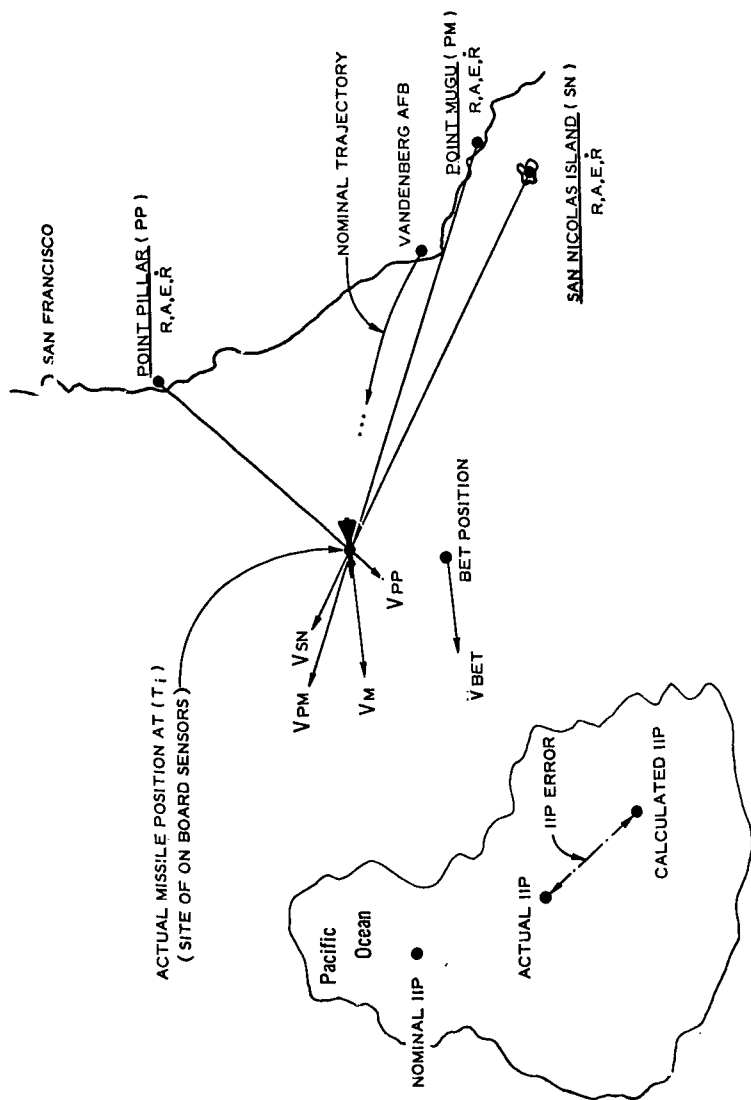 SAN FRANCISCO
POINT PILLAR (PP)
R,A,E,Ṙ
NOMINAL TRAJECTORY
VANDENBERG AFB
POINT MUGU (PM)
R,A,E,Ṙ
SAN NICOLAS ISLAND (SN)
R,A,E,Ṙ
ACTUAL MISSILE POSITION AT (Ti)
(SITE OF ON BOARD SENSORS)
...
VPP
VSN
VPM
VM
BET POSITION
VBET
Pacific
Ocean
NOMINAL IIP
ACTUAL IIP
IIP ERROR
CALCULATED IIP